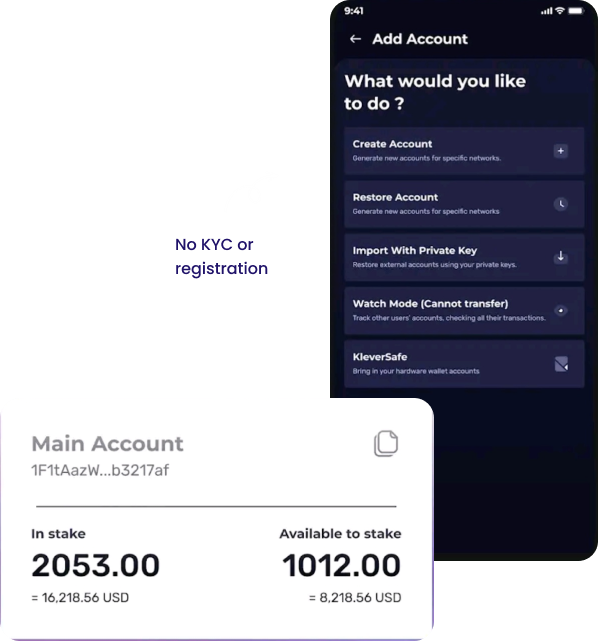 9:41
Add Account
What would you like
to do ?
Create Account
Generate new accounts for specific networks.
Restore Account
Generate new accounts for specific networks
Import With Private Key
Restore external accounts using your private keys.
Watch Mode (Cannot transfer)
Track other users' accounts, checking all their transactions.
KleverSafe
Bring in your hardware wallet accounts
No KYC or
registration
Main Account
1F1tAazW...b3217af
In stake
2053.00
= 16,218.56 USD
Available to stake
1012.00
= 8,218.56 USD